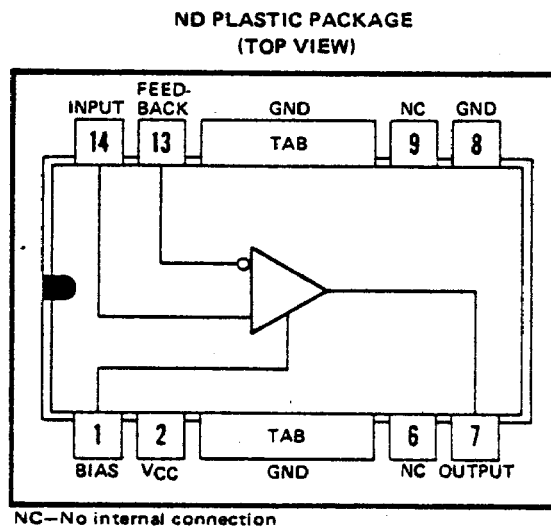 ND PLASTIC PACKAGE
(TOP VIEW)
FEED-
INPUT BACK GND NC GND
14 13 TAB 9 8
1 2 TAB 6 7
BIAS VCC GND NC OUTPUT
NC—No internal connection